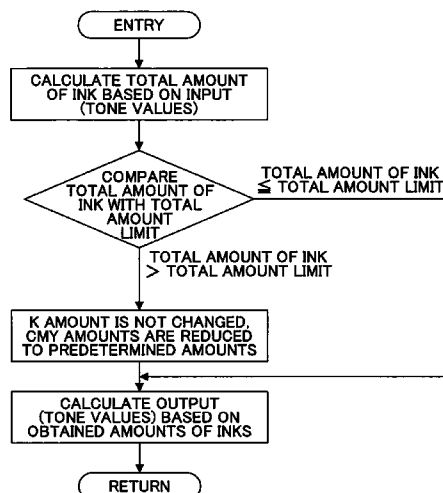 ENTRY
CALCULATE TOTAL AMOUNT
OF INK BASED ON INPUT
(TONE VALUES)
COMPARE
TOTAL AMOUNT OF
INK WITH TOTAL
AMOUNT
LIMIT
TOTAL AMOUNT OF INK
≦ TOTAL AMOUNT LIMIT
TOTAL AMOUNT OF INK
> TOTAL AMOUNT LIMIT
K AMOUNT IS NOT CHANGED,
CMY AMOUNTS ARE REDUCED
TO PREDETERMINED AMOUNTS
CALCULATE OUTPUT
(TONE VALUES) BASED ON
OBTAINED AMOUNTS OF INKS
RETURN